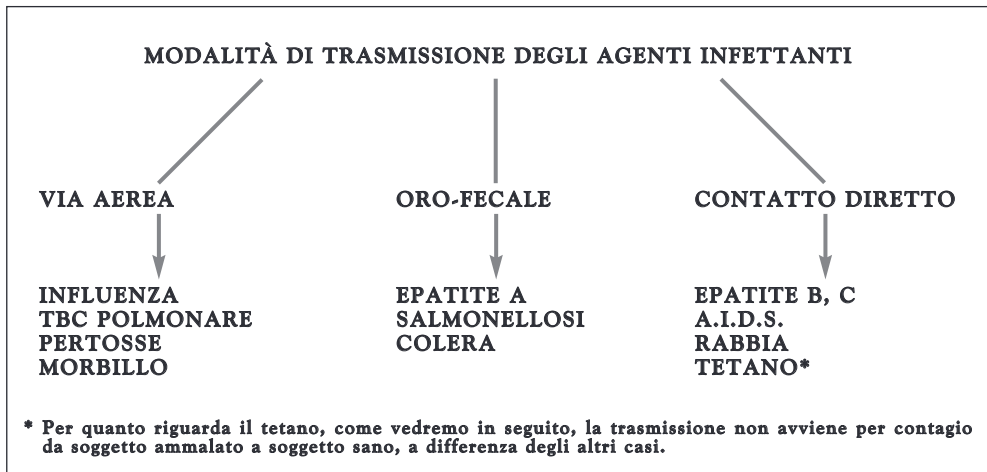 MODALITÀ DI TRASMISSIONE DEGLI AGENTI INFETTANTI
VIA AEREA
INFLUENZA
TBC POLMONARE
PERTOSSE
MORBILLO
ORO-FECALE
EPATITE A
SALMONELLOSI
COLERA
CONTATTO DIRETTO
EPATITE B, C
A.I.D.S.
RABBIA
TETANO*
* Per quanto riguarda il tetano, come vedremo in seguito, la trasmissione non avviene per contagio
da soggetto ammalato a soggetto sano, a differenza degli altri casi.